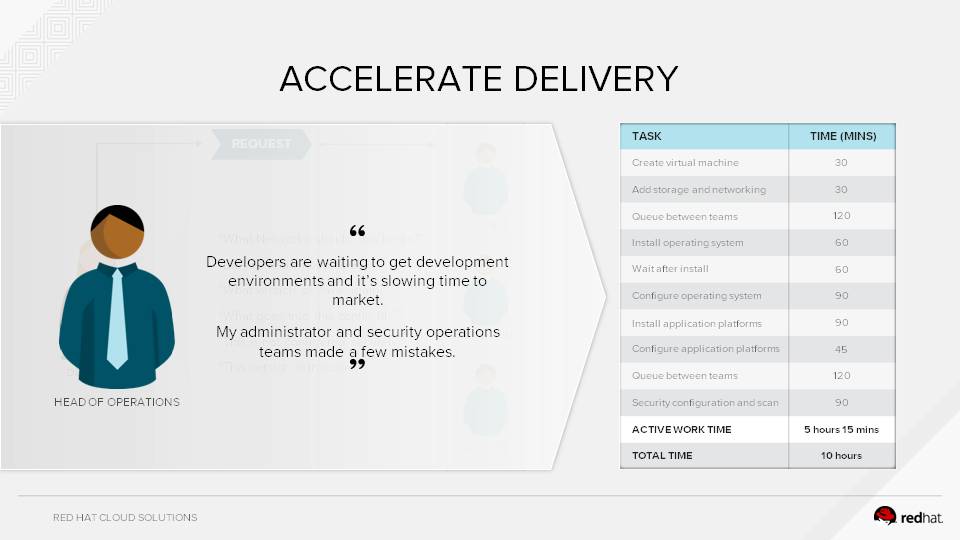 ACCELERATE DELIVERY
REQUEST
“
Developers are waiting to get development
environments and it’s slowing time to
market.
My administrator and security operations
teams made a few mistakes.
”
HEAD OF OPERATIONS
TASK TIME (MINS)
Create virtual machine 30
Add storage and networking 30
Queue between teams 120
Install operating system 60
Wait after install 60
Configure operating system 90
Install application platforms 90
Configure application platforms 45
Queue between teams 120
Security configuration and scan 90
ACTIVE WORK TIME 5 hours 15 mins
TOTAL TIME 10 hours
RED HAT CLOUD SOLUTIONS
redhat.